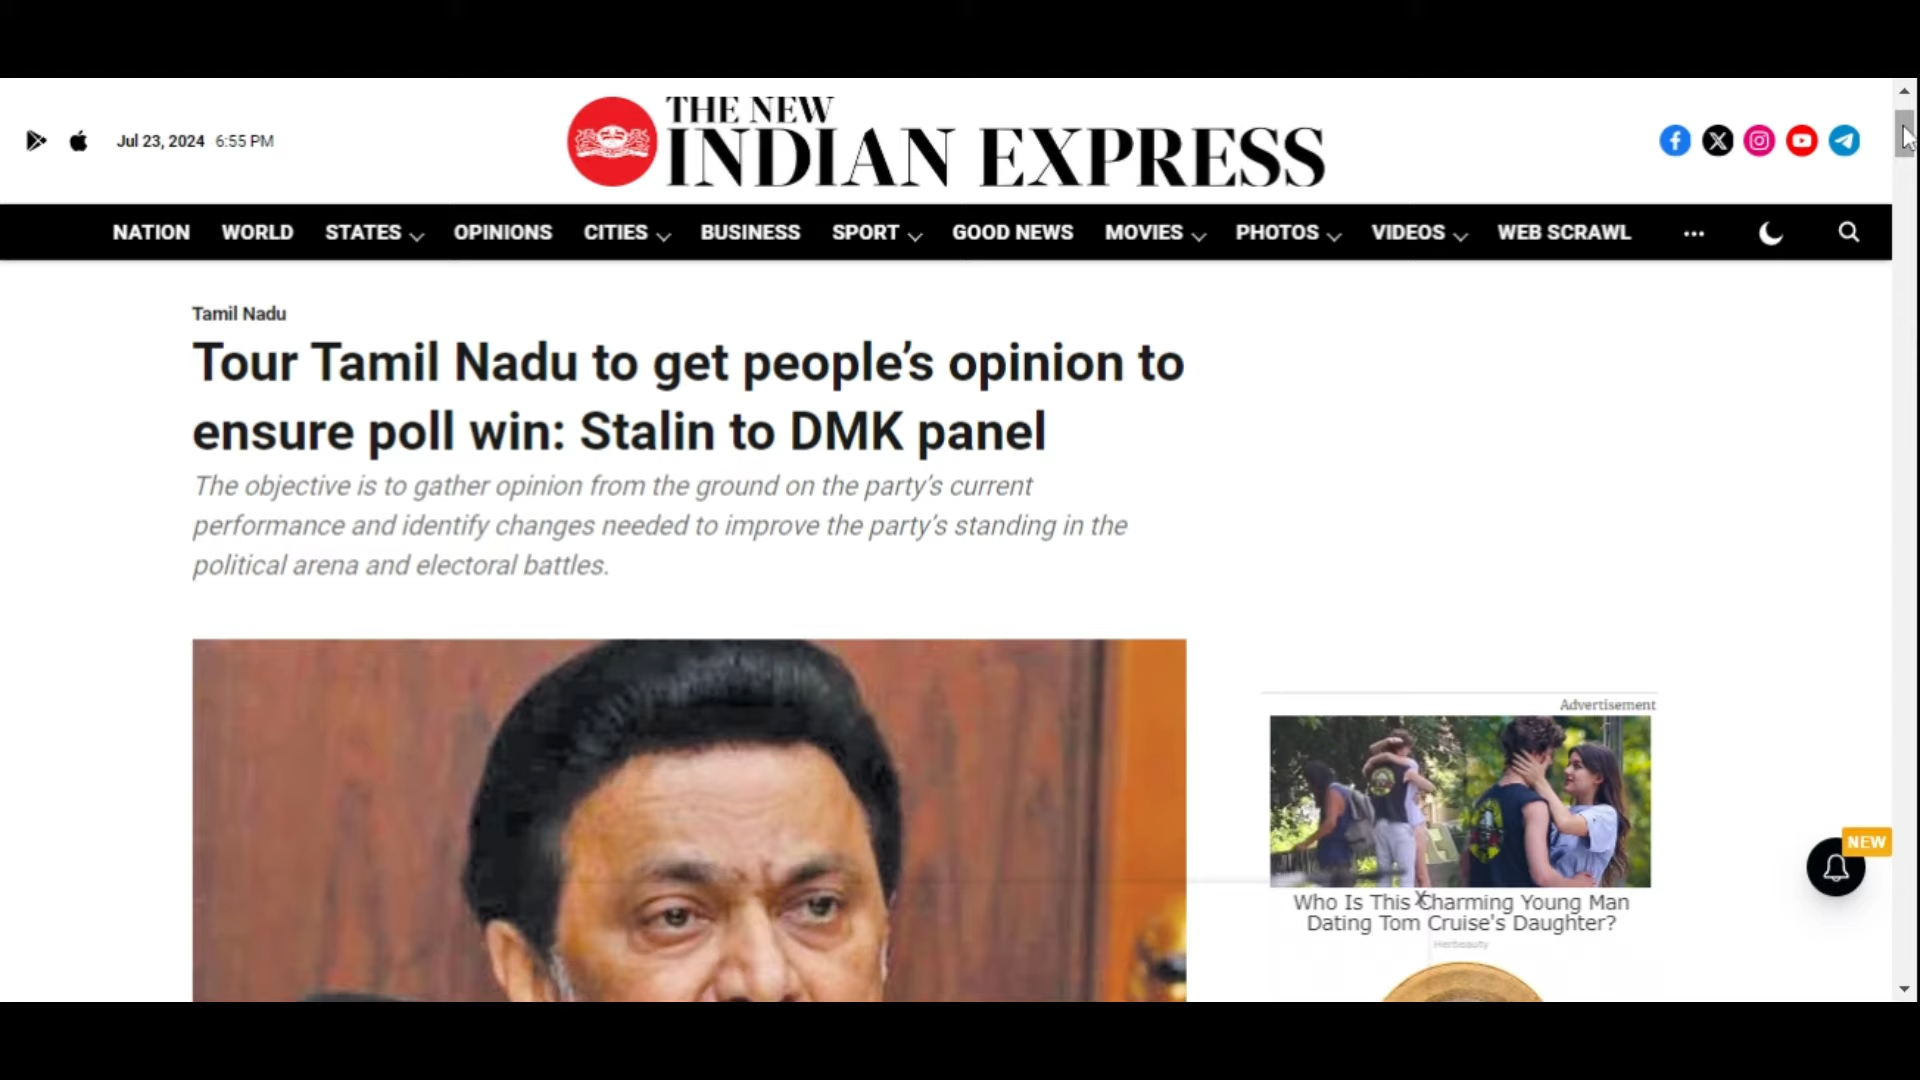 Jul 23, 2024 6:55 PM
THE NEW
INDIAN EXPRESS
NATION WORLD STATES OPINIONS CITIES BUSINESS SPORT GOOD NEWS MOVIES PHOTOS VIDEOS WEB SCRAWL ...
Tamil Nadu
Tour Tamil Nadu to get people’s opinion to
ensure poll win: Stalin to DMK panel
The objective is to gather opinion from the ground on the party’s current
performance and identify changes needed to improve the party’s standing in the
political arena and electoral battles.
Advertisement
Who Is This Charming Young Man
Dating Tom Cruise's Daughter?
Herbeauty
NEW